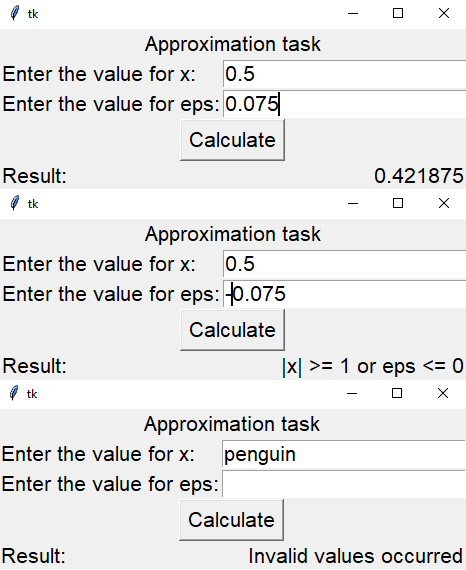 tk
Approximation task
Enter the value for x: 0.5
Enter the value for eps: 0.075
Calculate
Result: 0.421875
tk
Approximation task
Enter the value for x: 0.5
Enter the value for eps: -0.075
Calculate
Result: |x| >= 1 or eps <= 0
tk
Approximation task
Enter the value for x: penguin
Enter the value for eps:
Calculate
Result: Invalid values occurred